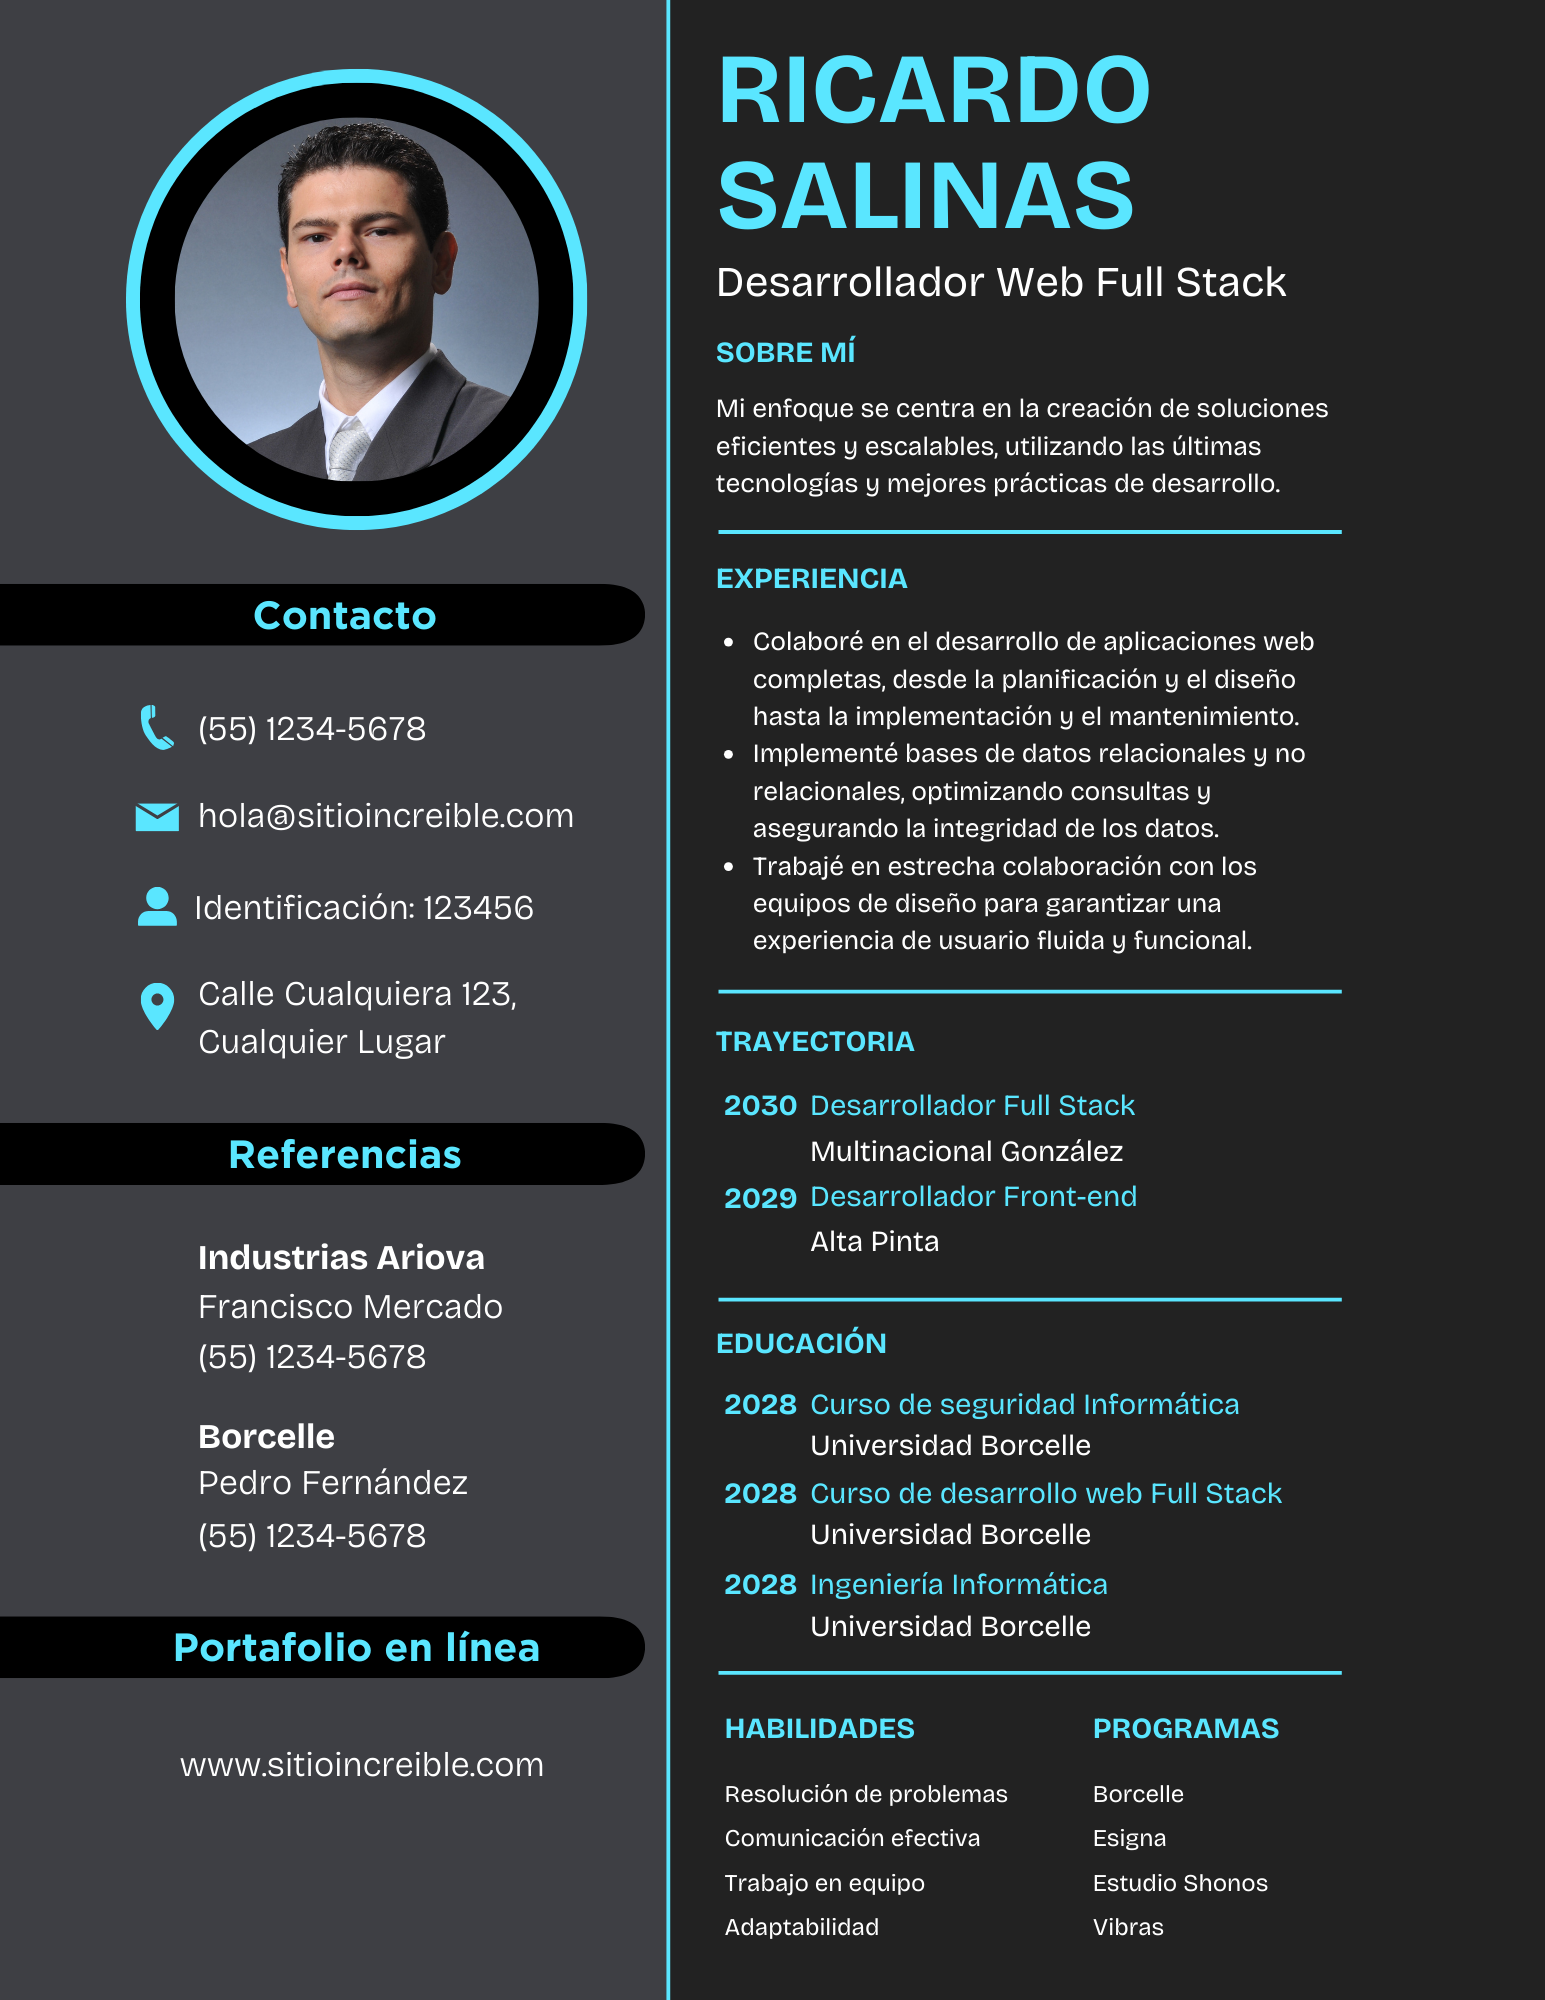 Contacto
(55) 1234-5678
hola@sitioincreible.com
Identificación: 123456
Calle Cualquiera 123,
Cualquier Lugar
Referencias
Industrias Ariova
Francisco Mercado
(55) 1234-5678
Borcelle
Pedro Fernández
(55) 1234-5678
Portafolio en línea
www.sitioincreible.com
RICARDO
SALINAS
Desarrollador Web Full Stack
SOBRE MÍ
Mi enfoque se centra en la creación de soluciones
eficientes y escalables, utilizando las últimas
tecnologías y mejores prácticas de desarrollo.
EXPERIENCIA
• Colaboré en el desarrollo de aplicaciones web
completas, desde la planificación y el diseño
hasta la implementación y el mantenimiento.
• Implementé bases de datos relacionales y no
relacionales, optimizando consultas y
asegurando la integridad de los datos.
• Trabajé en estrecha colaboración con los
equipos de diseño para garantizar una
experiencia de usuario fluida y funcional.
TRAYECTORIA
2030 Desarrollador Full Stack
Multinacional González
2029 Desarrollador Front-end
Alta Pinta
EDUCACIÓN
2028 Curso de seguridad Informática
Universidad Borcelle
2028 Curso de desarrollo web Full Stack
Universidad Borcelle
2028 Ingeniería Informática
Universidad Borcelle
HABILIDADES
Resolución de problemas
Comunicación efectiva
Trabajo en equipo
Adaptabilidad
PROGRAMAS
Borcelle
Esigna
Estudio Shonos
Vibras